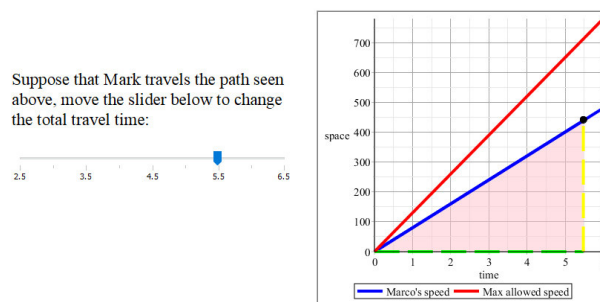 Suppose that Mark travels the path seen
above, move the slider below to change
the total travel time:
2.5 3.5 4.5 5.5 6.5
700
600
500
400
space
300
200
100
0
0 1 2 3 4 5
time
Marco's speed Max allowed speed